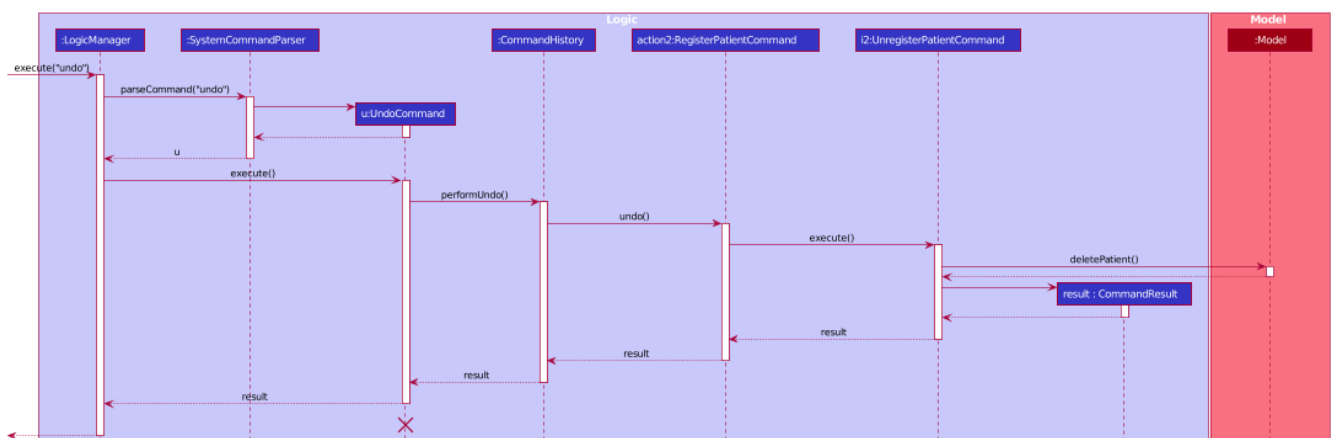 Logic
Model
:LogicManager
:SystemCommandParser
:CommandHistory
action2:RegisterPatientCommand
i2:UnregisterPatientCommand
:Model
execute("undo")
parseCommand("undo")
u:UndoCommand
u
execute()
performUndo()
undo()
execute()
deletePatient()
result : CommandResult
result
result
result
result